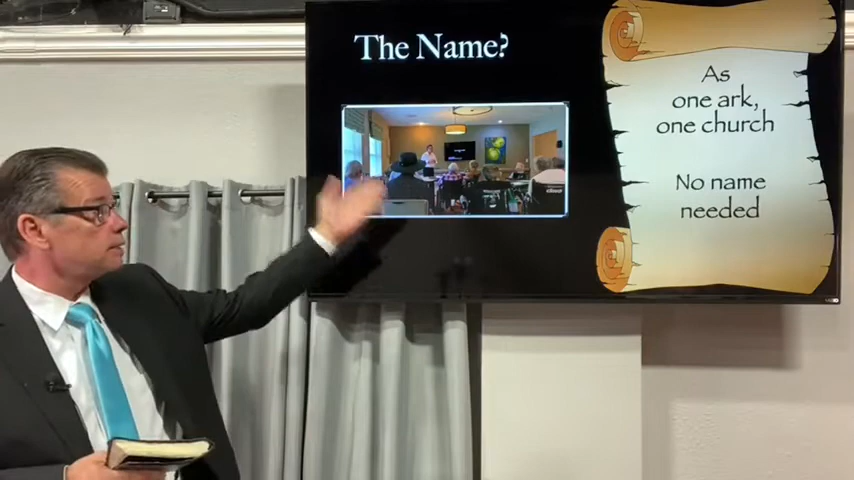 The Name?
As
one ark,
one church
No name
needed